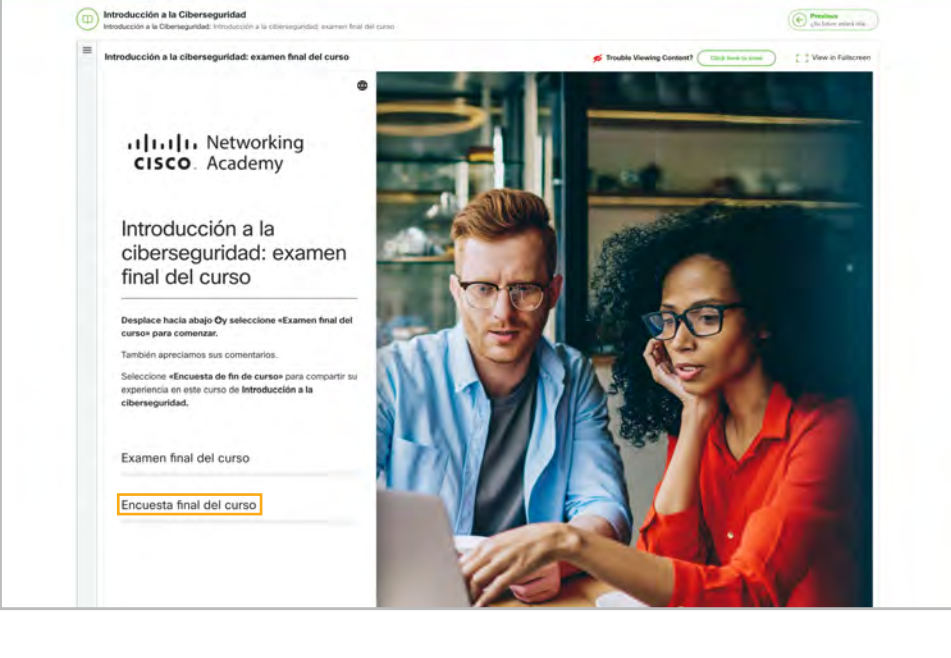 Introducción a la Ciberseguridad
Introducción a la Ciberseguridad: Introducción a la ciberseguridad: examen final del curso
Previous
Introducción a la ciberseguridad: examen final del curso
Trouble Viewing Content?
Click here to
View in Fullscreen
CISCO. Networking Academy
Introducción a la
ciberseguridad: examen
final del curso
Desplace hacia abajo y seleccione «Examen final del
curso» para comenzar.
También apreciamos sus comentarios.
Seleccione «Encuesta de fin de curso» para compartir su
experiencia en este curso de Introducción a la
ciberseguridad.
Examen final del curso
Encuesta final del curso